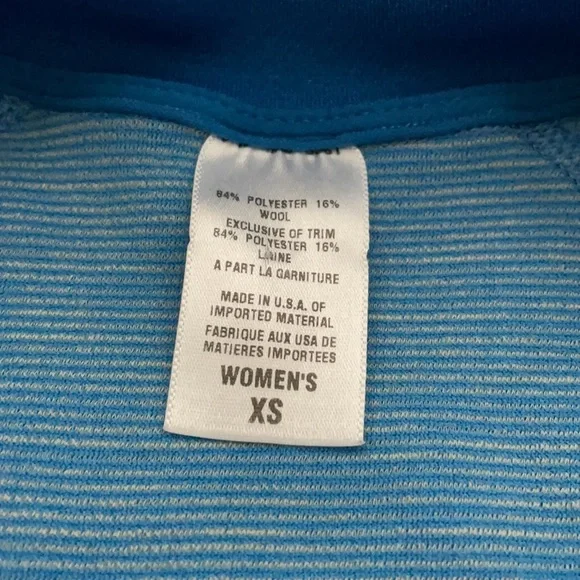 84% POLYESTER 16%
WOOL
EXCLUSIVE OF TRIM
84% POLYESTER 16%
LAINE
A PART LA GARNITURE
MADE IN U.S.A. OF
IMPORTED MATERIAL
FABRIQUE AUX USA DE
MATIERES IMPORTEES
WOMEN'S
XS